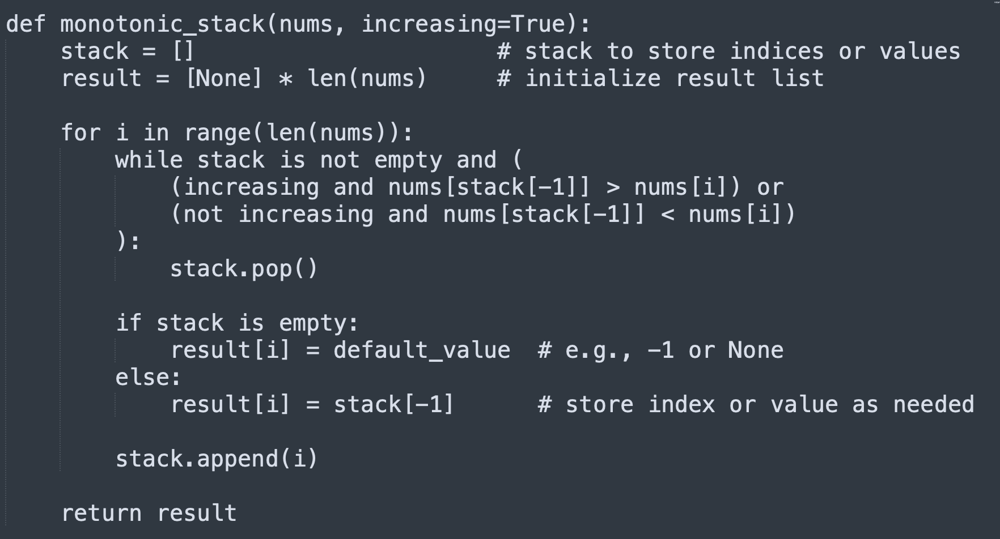 def monotonic_stack(nums, increasing=True):
    stack = []                      # stack to store indices or values
    result = [None] * len(nums)     # initialize result list

    for i in range(len(nums)):
        while stack is not empty and (
            (increasing and nums[stack[-1]] > nums[i]) or
            (not increasing and nums[stack[-1]] < nums[i])
        ):
            stack.pop()

        if stack is empty:
            result[i] = default_value  # e.g., -1 or None
        else:
            result[i] = stack[-1]      # store index or value as needed

        stack.append(i)

    return result